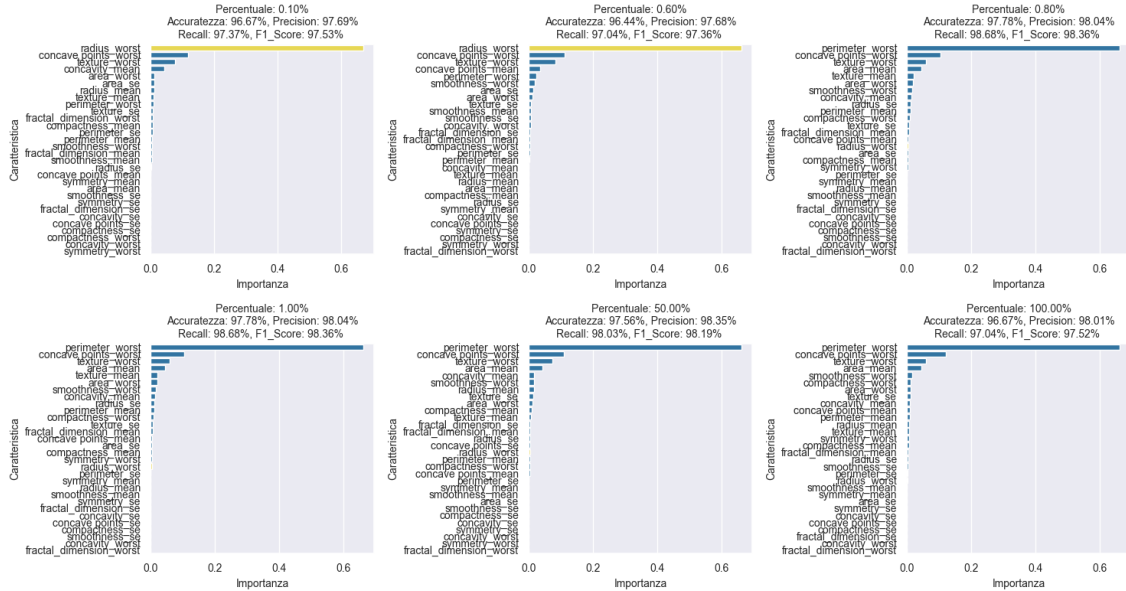 Percentuale: 0.10%
Accuratezza: 96.67%, Precision: 97.69%
Recall: 97.37%, F1_Score: 97.53%
radius_worst
concave points_worst
texture_worst
concavity_mean
area_worst
area_se
radius_mean
texture_mean
perimeter_worst
texture_se
fractal_dimension_worst
compactness_mean
perimeter_se
perimeter_mean
smoothness_worst
fractal_dimension_mean
smoothness_mean
radius_se
concave points_mean
symmetry_mean
area_mean
smoothness_se
symmetry_se
fractal_dimension_se
concavity_se
concave points_se
compactness_se
compactness_worst
concavity_worst
symmetry_worst
Caratteristica
0.0 0.2 0.4 0.6
Importanza
Percentuale: 0.60%
Accuratezza: 96.44%, Precision: 97.68%
Recall: 97.04%, F1_Score: 97.36%
radius_worst
concave points_worst
texture_worst
concave points_mean
perimeter_worst
smoothness_worst
area_se
area_worst
texture_se
smoothness_mean
smoothness_se
concavity_worst
fractal_dimension_se
fractal_dimension_mean
compactness_worst
perimeter_se
perimeter_mean
concavity_mean
texture_mean
radius_mean
area_mean
compactness_mean
radius_se
symmetry_mean
concavity_se
concave points_se
symmetry_se
compactness_se
symmetry_worst
fractal_dimension_worst
Caratteristica
0.0 0.2 0.4 0.6
Importanza
Percentuale: 0.80%
Accuratezza: 97.78%, Precision: 98.04%
Recall: 98.68%, F1_Score: 98.36%
perimeter_worst
concave points_worst
texture_worst
area_mean
texture_mean
area_worst
smoothness_worst
concavity_mean
radius_se
perimeter_mean
compactness_worst
texture_se
fractal_dimension_mean
concave points_mean
radius_worst
area_se
compactness_mean
symmetry_worst
perimeter_se
symmetry_mean
radius_mean
smoothness_mean
symmetry_se
fractal_dimension_se
concavity_se
concave points_se
compactness_se
smoothness_se
concavity_worst
fractal_dimension_worst
Caratteristica
0.0 0.2 0.4 0.6
Importanza
Percentuale: 1.00%
Accuratezza: 97.78%, Precision: 98.04%
Recall: 98.68%, F1_Score: 98.36%
perimeter_worst
concave points_worst
texture_worst
area_mean
texture_mean
area_worst
smoothness_worst
concavity_mean
radius_se
perimeter_mean
compactness_worst
texture_se
fractal_dimension_mean
concave points_mean
area_se
compactness_mean
symmetry_worst
radius_worst
perimeter_se
symmetry_mean
radius_mean
smoothness_mean
symmetry_se
fractal_dimension_se
concavity_se
concave points_se
compactness_se
smoothness_se
concavity_worst
fractal_dimension_worst
Caratteristica
0.0 0.2 0.4 0.6
Importanza
Percentuale: 50.00%
Accuratezza: 97.56%, Precision: 98.35%
Recall: 98.03%, F1_Score: 98.19%
perimeter_worst
concave points_worst
texture_worst
area_mean
concavity_mean
smoothness_worst
radius_mean
texture_se
area_worst
compactness_mean
texture_mean
fractal_dimension_se
fractal_dimension_mean
radius_se
concave points_se
radius_worst
perimeter_mean
compactness_worst
concave points_mean
perimeter_se
symmetry_mean
smoothness_mean
area_se
smoothness_se
compactness_se
concavity_se
symmetry_se
concavity_worst
symmetry_worst
fractal_dimension_worst
Caratteristica
0.0 0.2 0.4 0.6
Importanza
Percentuale: 100.00%
Accuratezza: 96.67%, Precision: 98.01%
Recall: 97.04%, F1_Score: 97.52%
perimeter_worst
concave points_worst
texture_worst
area_mean
smoothness_worst
compactness_worst
area_worst
texture_se
concavity_mean
concave points_mean
perimeter_mean
radius_mean
texture_mean
symmetry_worst
compactness_mean
fractal_dimension_mean
radius_se
smoothness_se
perimeter_se
radius_worst
smoothness_mean
symmetry_mean
area_se
symmetry_se
concavity_se
concave points_se
compactness_se
fractal_dimension_se
concavity_worst
fractal_dimension_worst
Caratteristica
0.0 0.2 0.4 0.6
Importanza